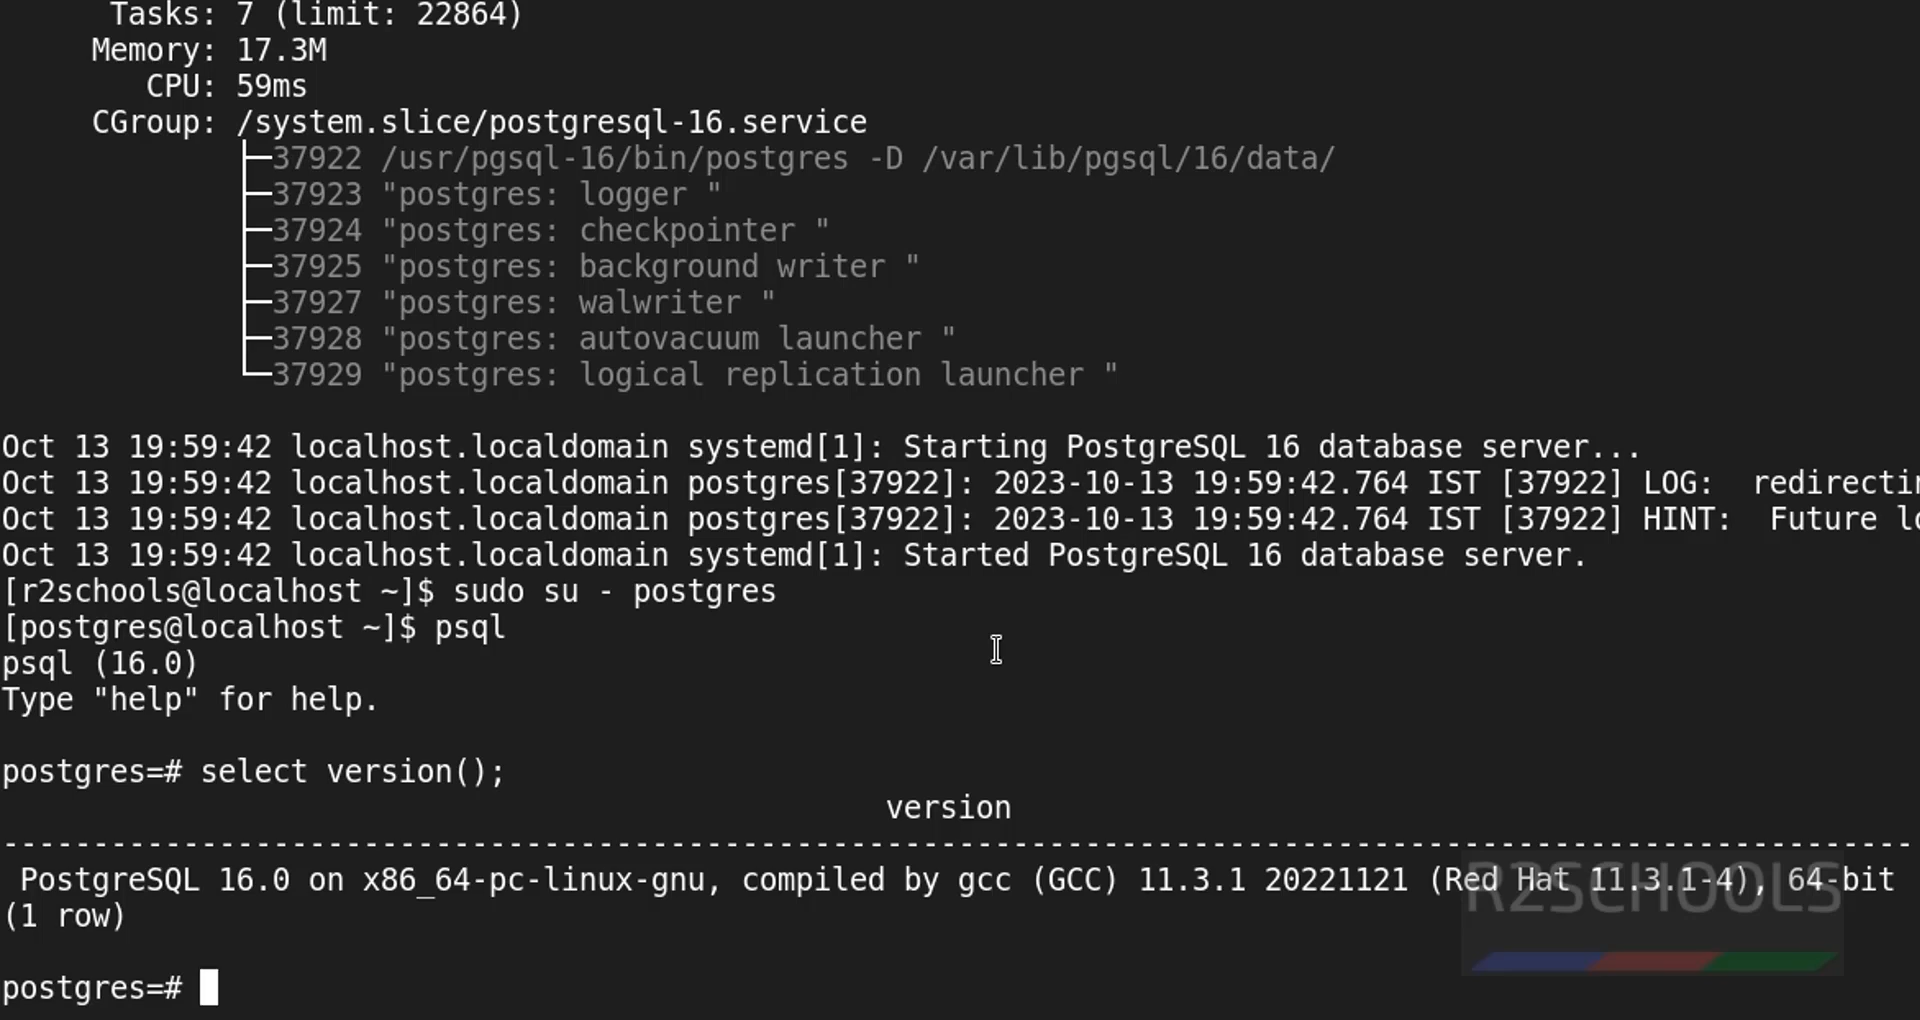 Tasks: 7 (limit: 22864)
Memory: 17.3M
CPU: 59ms
CGroup: /system.slice/postgresql-16.service
├─37922 /usr/pgsql-16/bin/postgres -D /var/lib/pgsql/16/data/
├─37923 "postgres: logger "
├─37924 "postgres: checkpointer "
├─37925 "postgres: background writer "
├─37927 "postgres: walwriter "
├─37928 "postgres: autovacuum launcher "
└─37929 "postgres: logical replication launcher "
Oct 13 19:59:42 localhost.localdomain systemd[1]: Starting PostgreSQL 16 database server...
Oct 13 19:59:42 localhost.localdomain postgres[37922]: 2023-10-13 19:59:42.764 IST [37922] LOG:  redirectin
Oct 13 19:59:42 localhost.localdomain postgres[37922]: 2023-10-13 19:59:42.764 IST [37922] HINT:  Future lo
Oct 13 19:59:42 localhost.localdomain systemd[1]: Started PostgreSQL 16 database server.
[r2schools@localhost ~]$ sudo su - postgres
[postgres@localhost ~]$ psql
psql (16.0)
Type "help" for help.
postgres=# select version();
version
----------------------------------------------------------------------------------------------------------
PostgreSQL 16.0 on x86_64-pc-linux-gnu, compiled by gcc (GCC) 11.3.1 20221121 (Red Hat 11.3.1-4), 64-bit
(1 row)
R2SCHOOLS
postgres=#